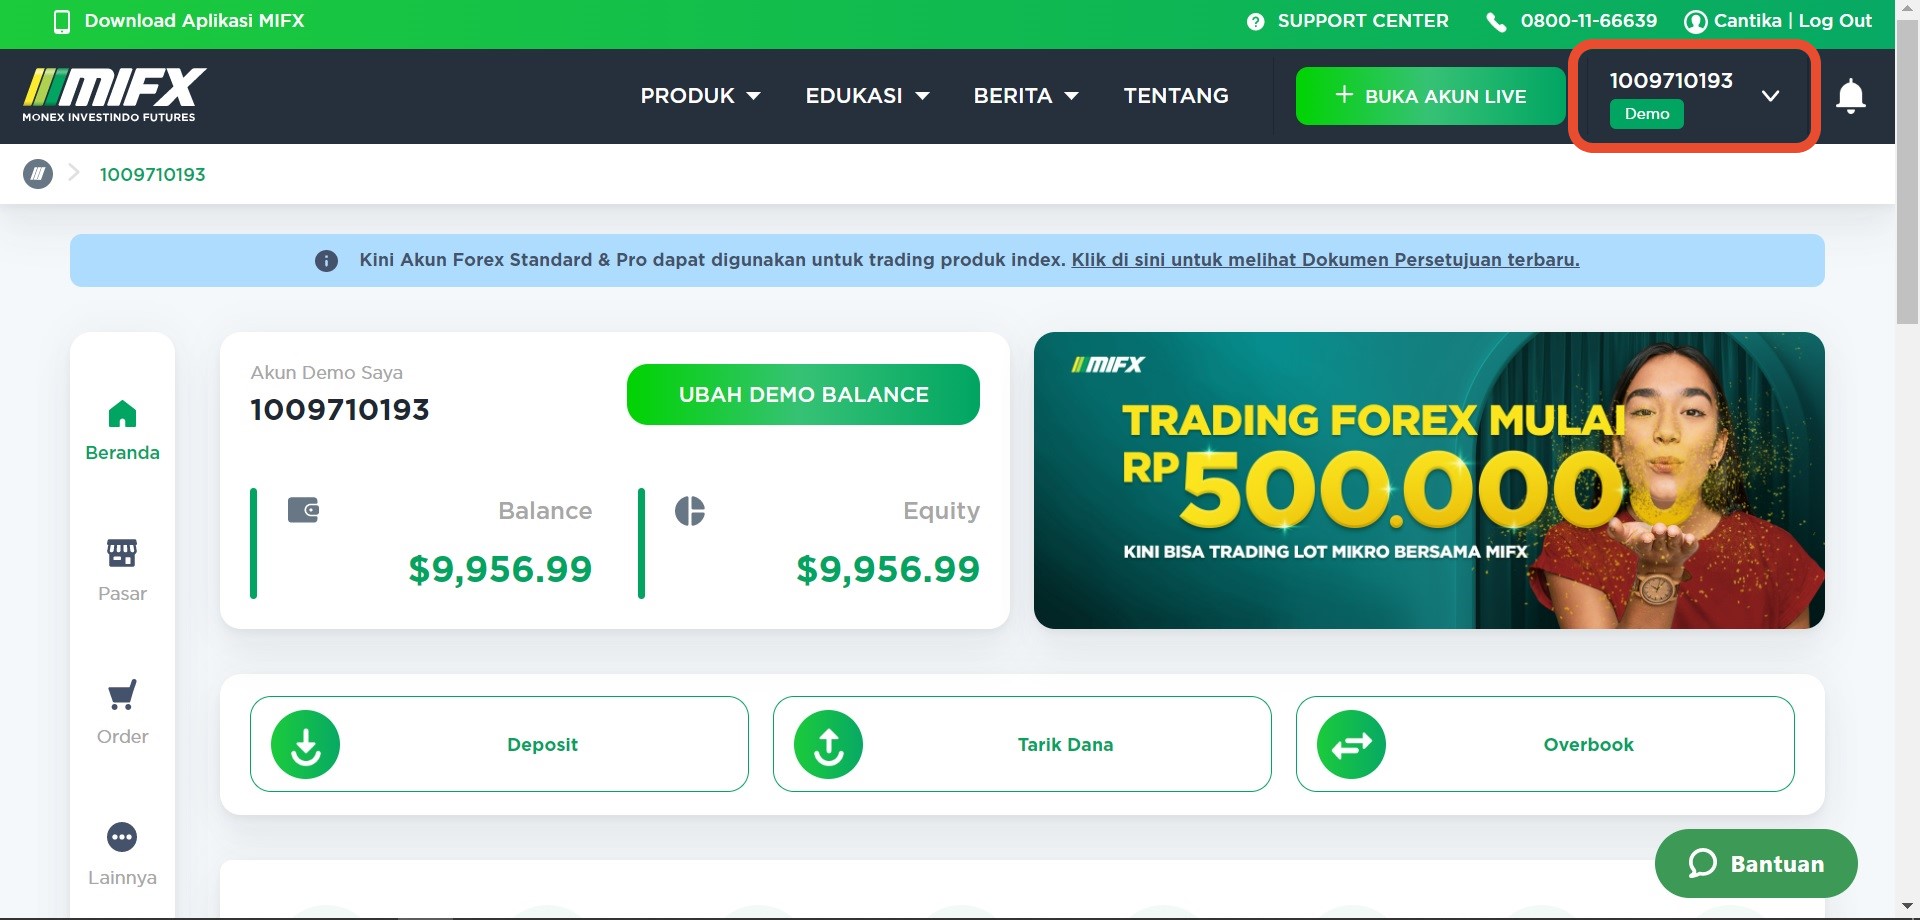 Download Aplikasi MIFX
SUPPORT CENTER
0800-11-66639
Cantika | Log Out
MIFX
MONEX INVESTINDO FUTURES
PRODUK
EDUKASI
BERITA
TENTANG
+ BUKA AKUN LIVE
1009710193
Demo
1009710193
Kini Akun Forex Standard & Pro dapat digunakan untuk trading produk index. Klik di sini untuk melihat Dokumen Persetujuan terbaru.
Beranda
Pasar
Order
Lainnya
Akun Demo Saya
1009710193
UBAH DEMO BALANCE
Balance
$9,956.99
Equity
$9,956.99
MIFX
TRADING FOREX MULAI
RP500.000
KINI BISA TRADING LOT MIKRO BERSAMA MIFX
Deposit
Tarik Dana
Overbook
Bantuan